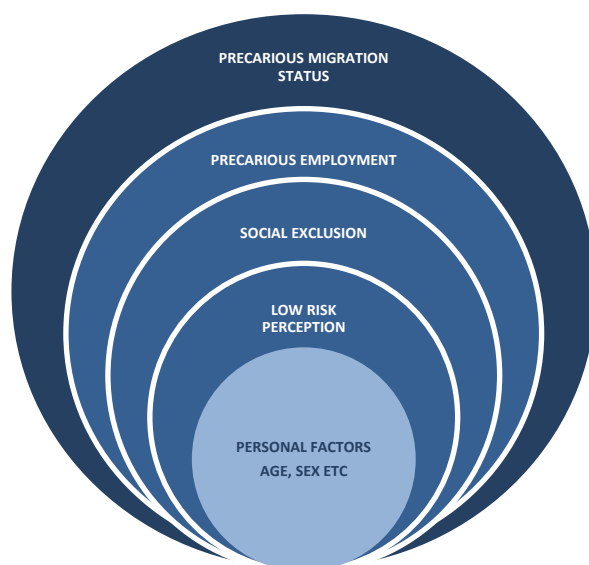 PRECARIOUS MIGRATION
STATUS
PRECARIOUS EMPLOYMENT
SOCIAL EXCLUSION
LOW RISK
PERCEPTION
PERSONAL FACTORS
AGE, SEX ETC